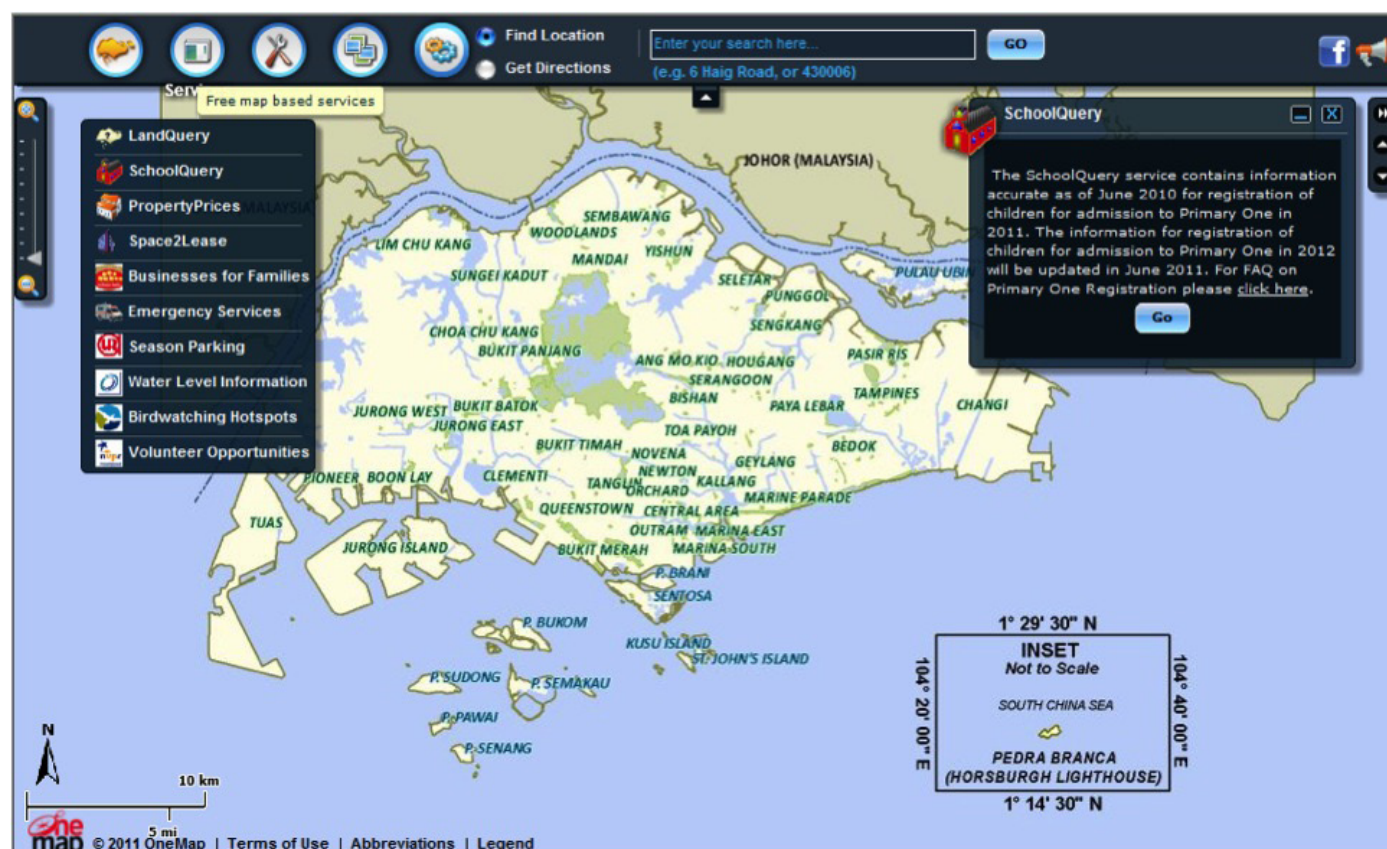 Find Location
Get Directions
Enter your search here...
GO
(e.g. 6 Haig Road, or 430006)
Free map based services
LandQuery
SchoolQuery
PropertyPrices
Space2Lease
Businesses for Families
Emergency Services
Season Parking
Water Level Information
Birdwatching Hotspots
Volunteer Opportunities
SchoolQuery
The SchoolQuery service contains information
accurate as of June 2010 for registration of
children for admission to Primary One in
2011. The information for registration of
children for admission to Primary One in 2012
will be updated in June 2011. For FAQ on
Primary One Registration please click here.
Go
JOHOR (MALAYSIA)
SEMBAWANG
WOODLANDS
LIM CHU KANG
MANDAI
YISHUN
SUNGEI KADUT
SELETAR
PULAU UBIN
PUNGGOL
SENGKANG
CHOA CHU KANG
BUKIT PANJANG
ANG MO KIO
HOUGANG
PASIR RIS
SERANGOON
BISHAN
TAMPINES
JURONG WEST
BUKIT BATOK
PAYA LEBAR
CHANGI
JURONG EAST
TOA PAYOH
BUKIT TIMAH
NOVENA
BEDOK
GEYLANG
NEWTON
PIONEER
BOON LAY
CLEMENTI
TANGLIN
KALLANG
ORCHARD
MARINE PARADE
QUEENSTOWN
CENTRAL AREA
TUAS
OUTRAM
MARINA EAST
JURONG ISLAND
BUKIT MERAH
MARINA SOUTH
P. BRANI
SENTOSA
P. BUKOM
KUSU ISLAND
ST. JOHN'S ISLAND
P. SUDONG
P. SEMAKAU
P. PAWAI
P. SENANG
1° 29' 30" N
INSET
Not to Scale
SOUTH CHINA SEA
PEDRA BRANCA
(HORSBURGH LIGHTHOUSE)
1° 14' 30" N
104° 20' 00" E
104° 40' 00" E
N
10 km
5 mi
One
map © 2011 OneMap | Terms of Use | Abbreviations | Legend